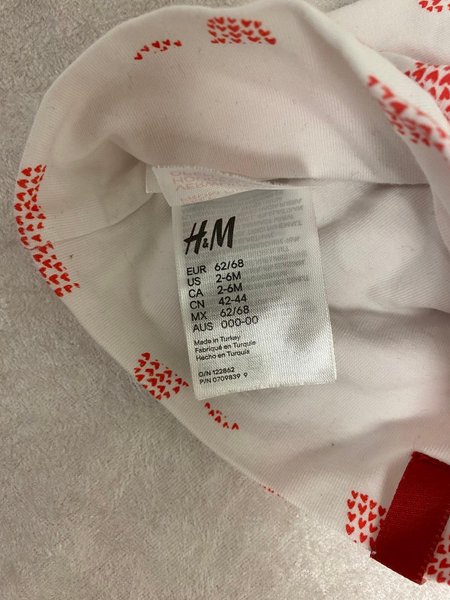 H&M
EUR 62/68
US 2-6M
CA 2-6M
CN 42-44
MX 62/68
AUS 000-00
Made in Turkey
Fabriqué en Turquie
Hecho en Turquía
O/N 122862
P/N 0709839 9